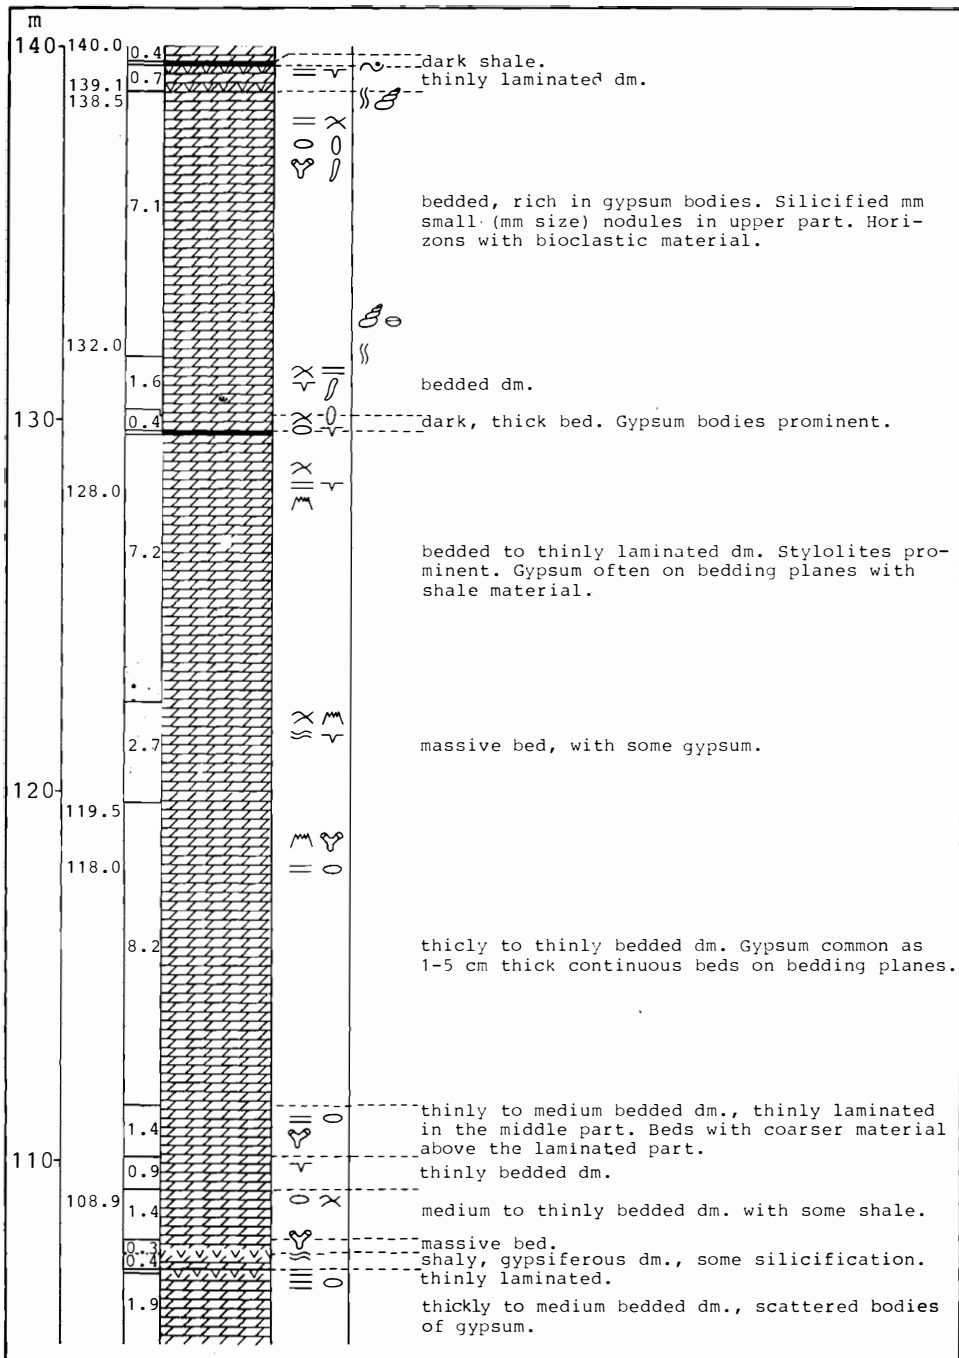 m
140 140.0 0.4 dark shale.
0.7 thinly laminated dm.
139.1
138.5
7.1 bedded, rich in gypsum bodies. Silicified mm
small (mm size) nodules in upper part. Hori-
zons with bioclastic material.
132.0
1.6 bedded dm.
130 0.4 dark, thick bed. Gypsum bodies prominent.
128.0
7.2 bedded to thinly laminated dm. Stylolites pro-
minent. Gypsum often on bedding planes with
shale material.
2.7 massive bed, with some gypsum.
120
119.5
118.0
8.2 thicly to thinly bedded dm. Gypsum common as
1-5 cm thick continuous beds on bedding planes.
1.4 thinly to medium bedded dm., thinly laminated
in the middle part. Beds with coarser material
above the laminated part.
110 0.9 thinly bedded dm.
108.9 1.4 medium to thinly bedded dm. with some shale.
0.3 massive bed.
0.4 shaly, gypsiferous dm., some silicification.
thinly laminated.
1.9 thickly to medium bedded dm., scattered bodies
of gypsum.